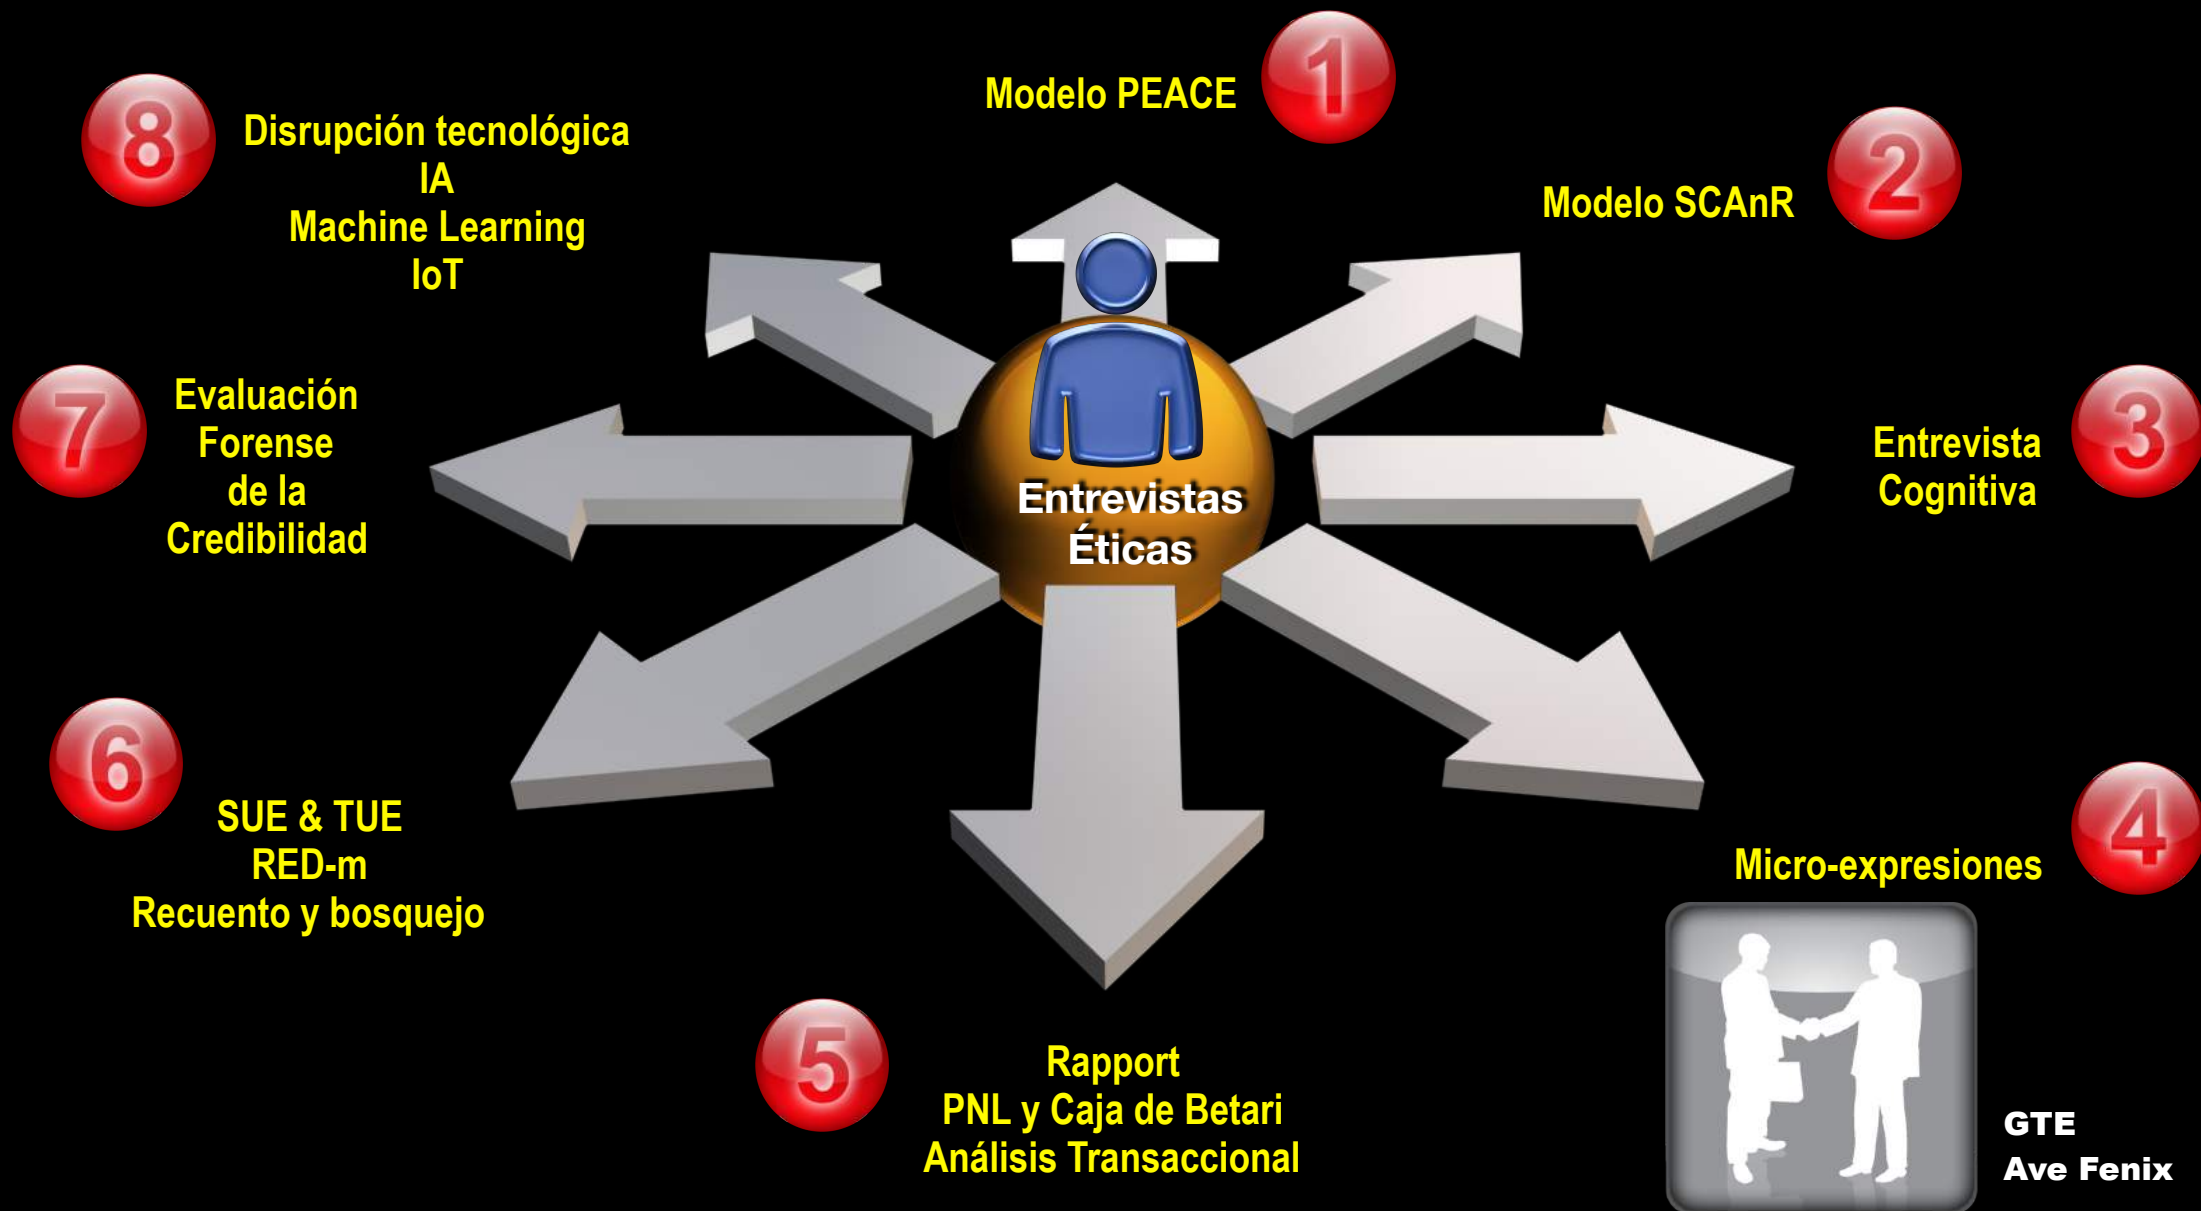 1
Modelo PEACE
2
Modelo SCAnR
3
Entrevista
Cognitiva
4
Micro-expresiones
5
Rapport
PNL y Caja de Betari
Análisis Transaccional
6
SUE & TUE
RED-m
Recuento y bosquejo
7
Evaluación
Forense
de la
Credibilidad
8
Disrupción tecnológica
IA
Machine Learning
IoT
Entrevistas
Éticas
GTE
Ave Fenix